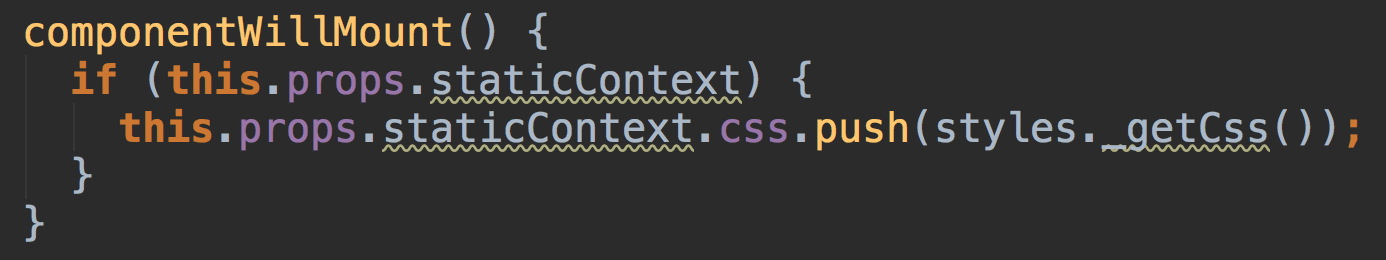 componentWillMount() {
if (this.props.staticContext) {
this.props.staticContext.css.push(styles._getCss());
}
}